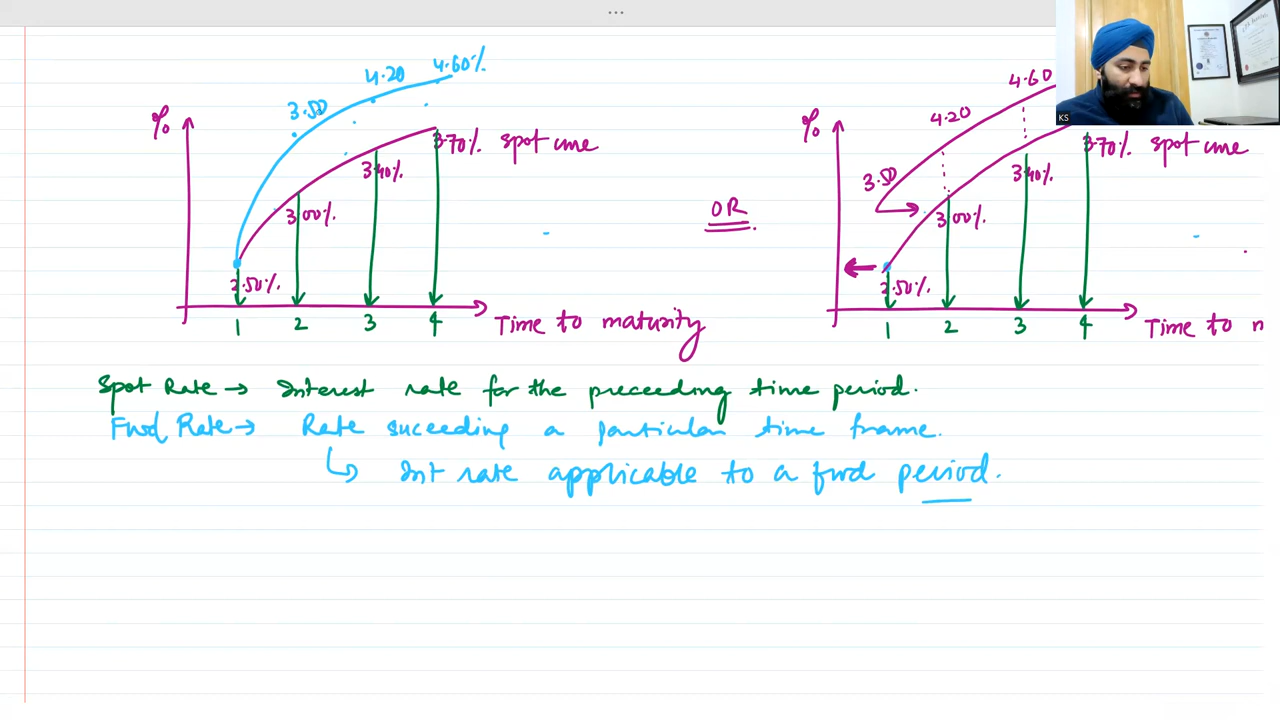 3.50 4.20 4.60%
% 3.70% Spot curve
3.40%
3.00%
2.50%
1 2 3 4 Time to maturity
OR
4.60
4.20
% 3.70% Spot curve
3.50 3.40%
3.00%
2.50%
1 2 3 4 Time to m
KS
Spot Rate → Interest rate for the preceeding time period.
Fwd Rate → Rate suceeding a particular time frame.
↳ Int rate applicable to a fwd period.